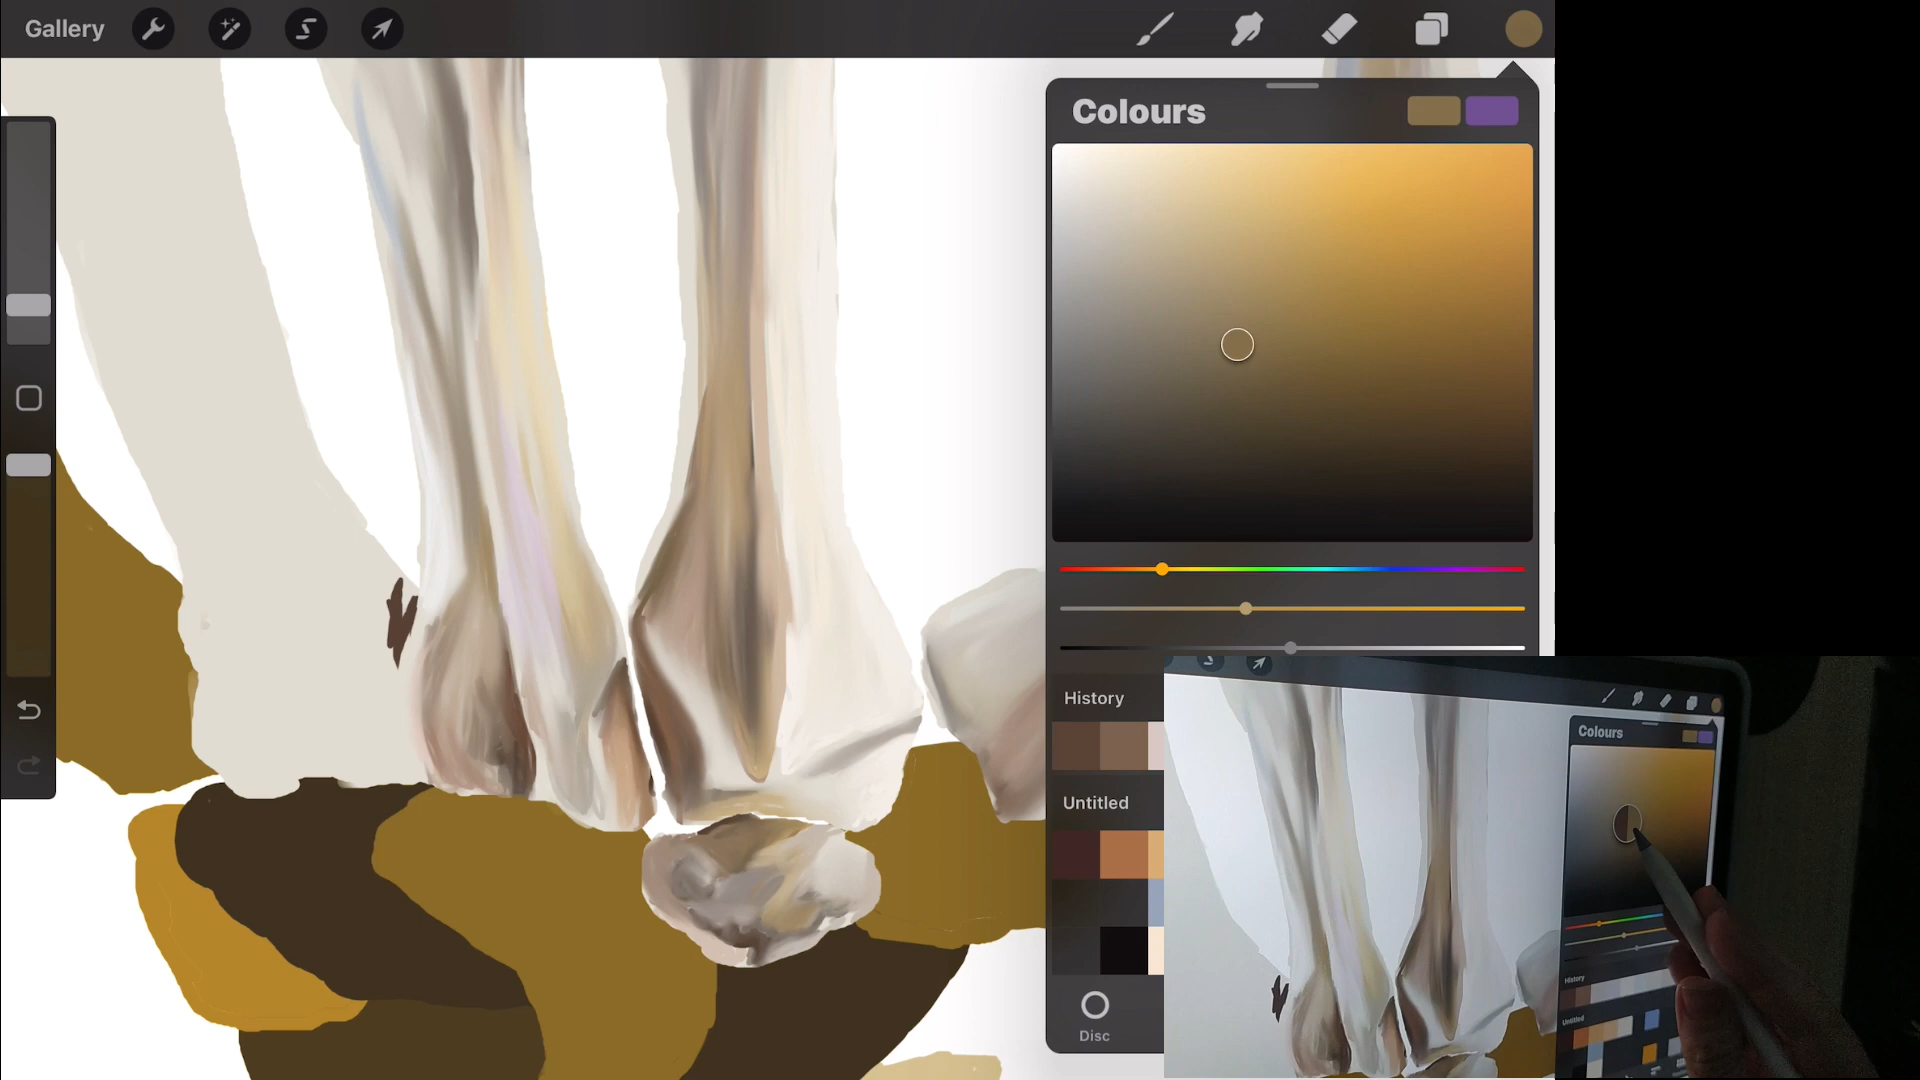 Gallery
Colours
History
Untitled
Disc
Colours
History
Untitled